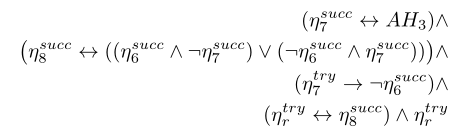 (η_7^{succ} ↔ AH_3)∧
(η_8^{succ} ↔ ((η_6^{succ} ∧ ¬η_7^{succ}) ∨ (¬η_6^{succ} ∧ η_7^{succ})))∧
(η_7^{try} → ¬η_6^{succ})∧
(η_r^{try} ↔ η_8^{succ}) ∧ η_r^{try}